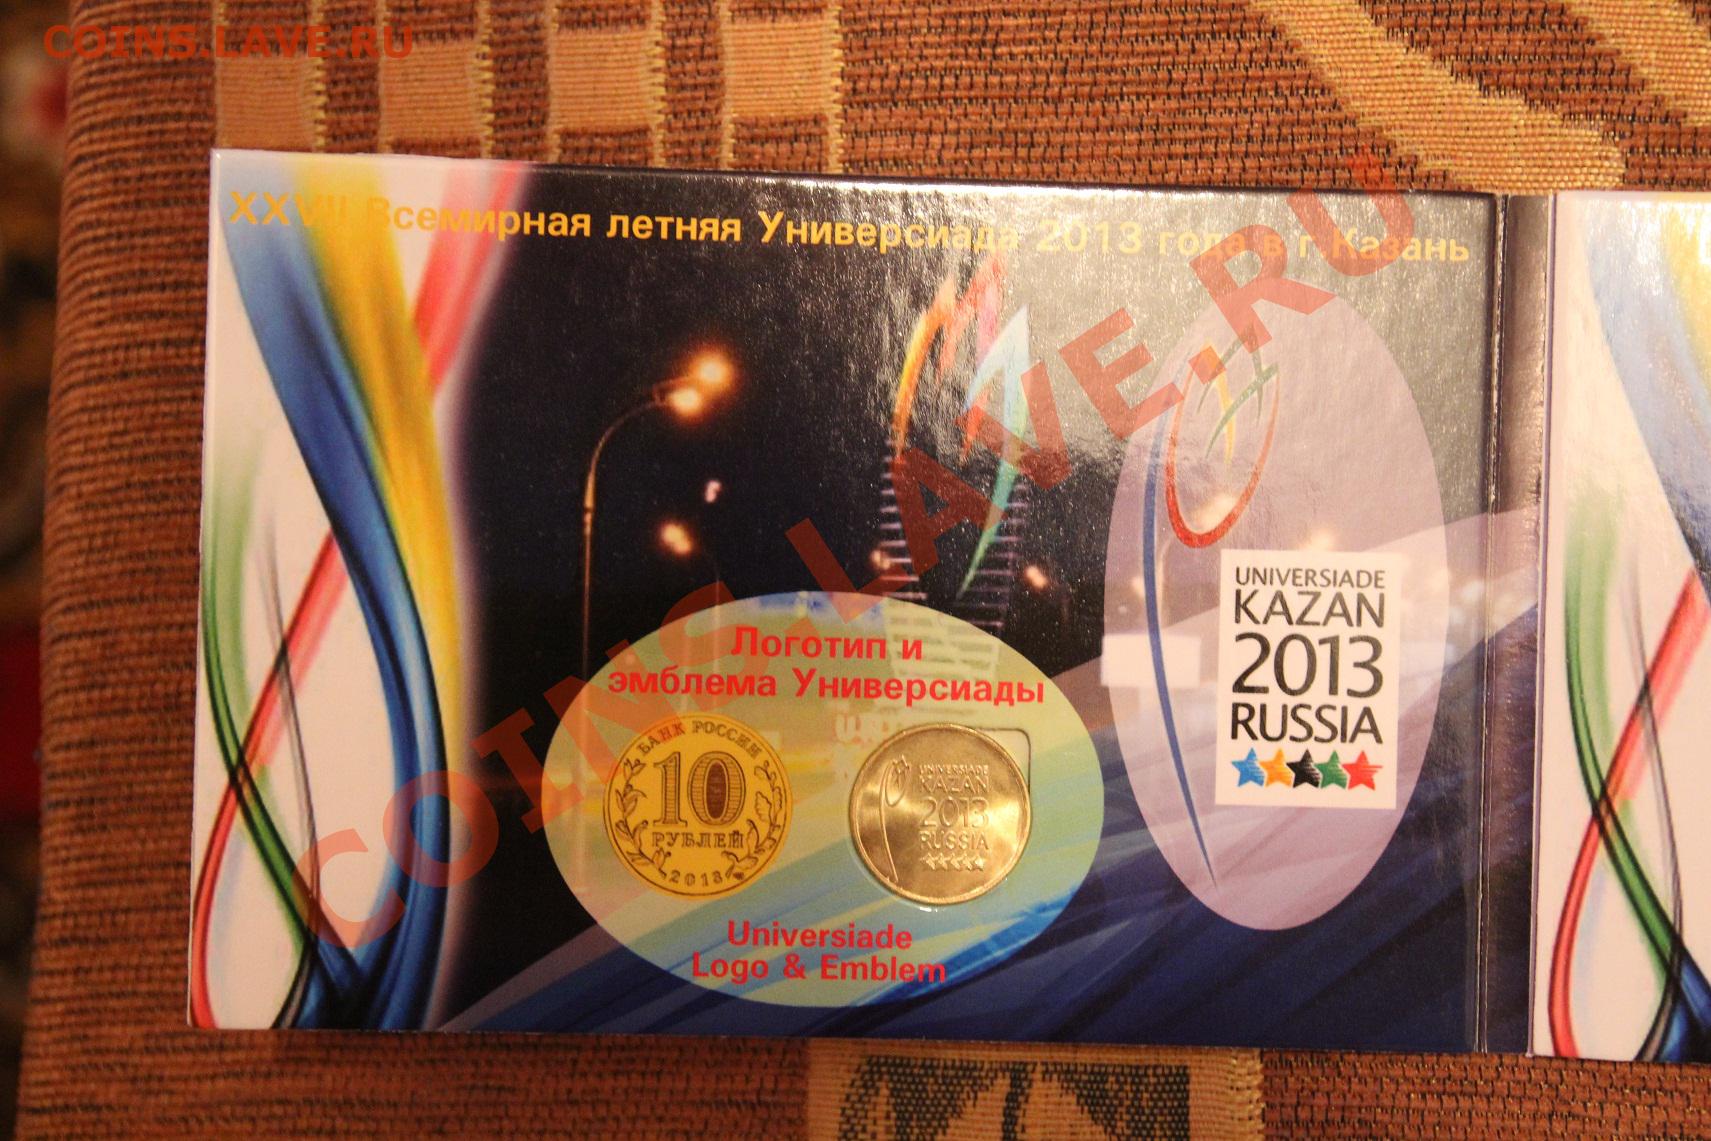 COINS.LAVE.RU
XXVII Всемирная летняя Универсиада 2013 года в г. Казань
UNIVERSIADE
KAZAN
2013
RUSSIA
Логотип и
эмблема Универсиады
БАНК РОССИИ
10
РУБЛЕЙ
2013
UNIVERSIADE
KAZAN
2013
RUSSIA
Universiade
Logo & Emblem
COINS.LAVE.RU